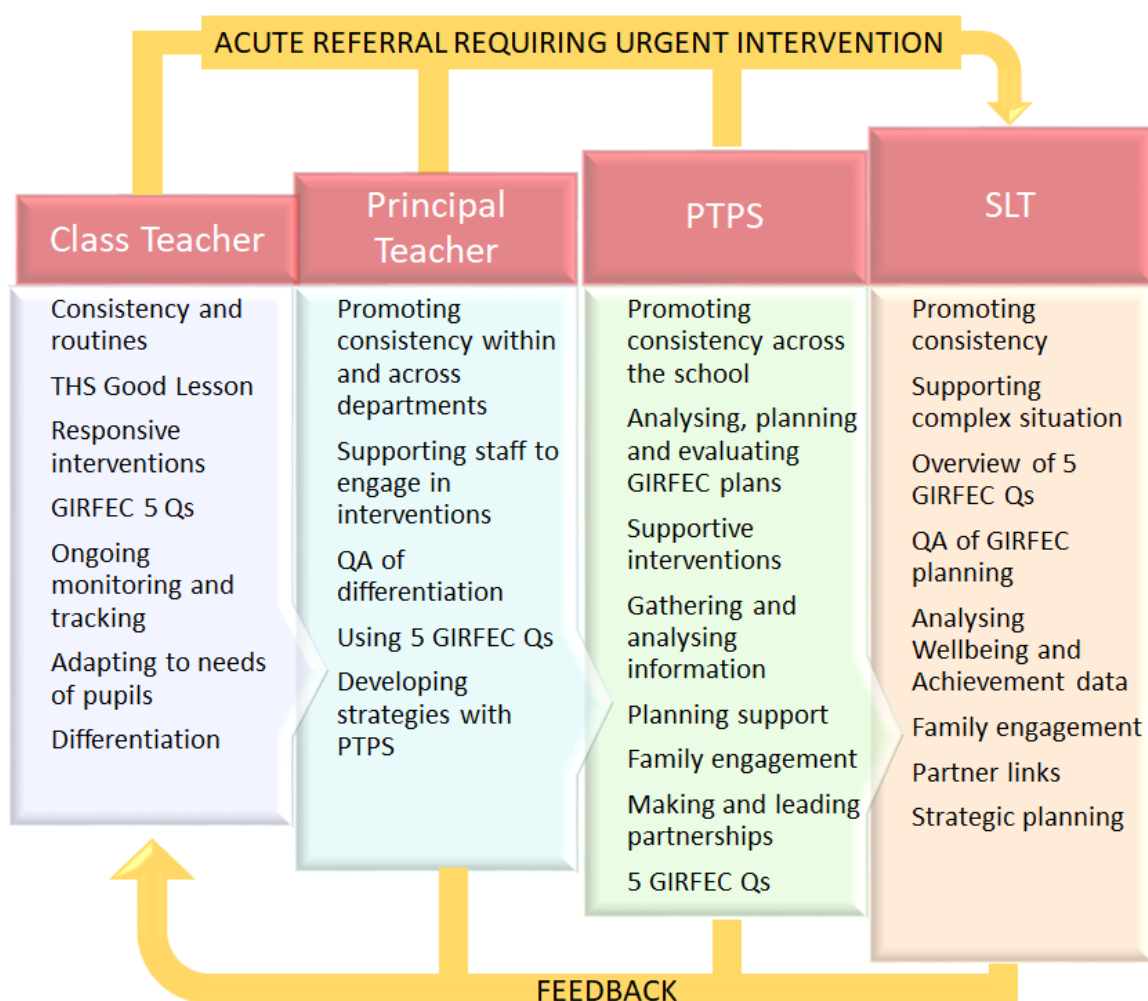 ACUTE REFERRAL REQUIRING URGENT INTERVENTION
Class Teacher
Consistency and
routines
THS Good Lesson
Responsive
interventions
GIRFEC 5 Qs
Ongoing
monitoring and
tracking
Adapting to needs
of pupils
Differentiation
Principal
Teacher
Promoting
consistency within
and across
departments
Supporting staff to
engage in
interventions
QA of
differentiation
Using 5 GIRFEC Qs
Developing
strategies with
PTPS
PTPS
Promoting
consistency across
the school
Analysing, planning
and evaluating
GIRFEC plans
Supportive
interventions
Gathering and
analysing
information
Planning support
Family engagement
Making and leading
partnerships
5 GIRFEC Qs
SLT
Promoting
consistency
Supporting
complex situation
Overview of 5
GIRFEC Qs
QA of GIRFEC
planning
Analysing
Wellbeing and
Achievement data
Family engagement
Partner links
Strategic planning
FEEDBACK